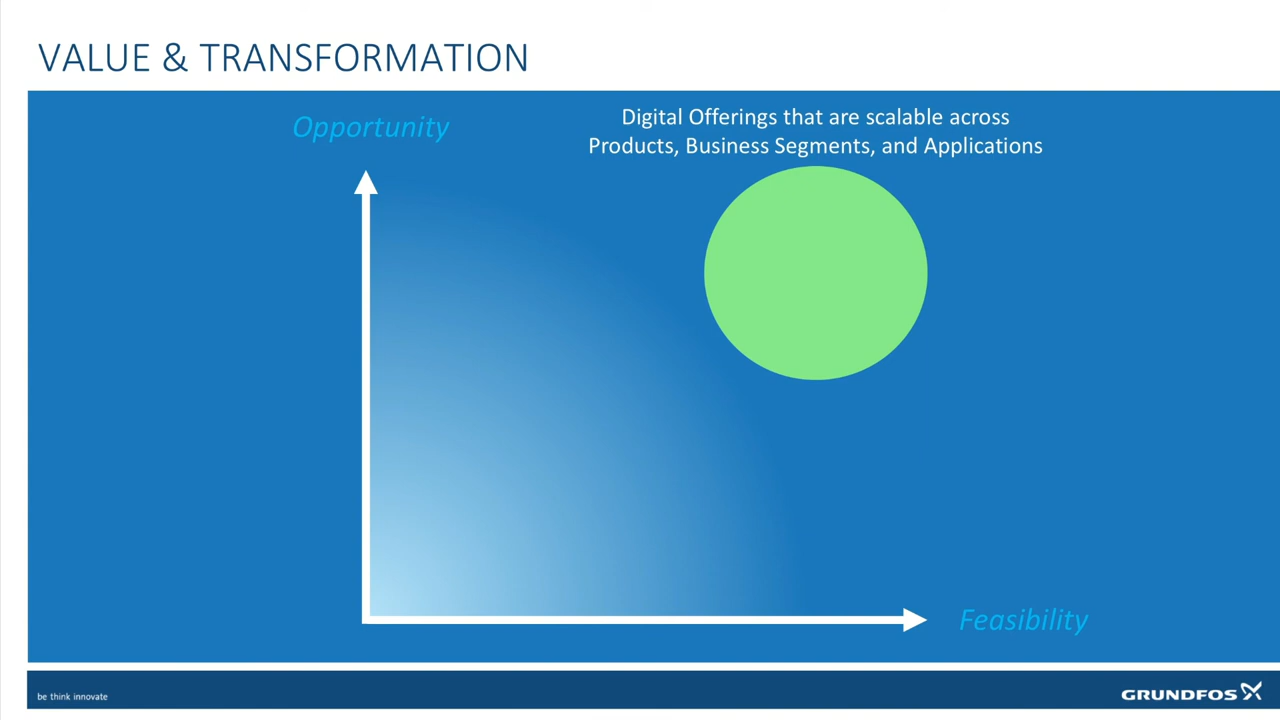 VALUE & TRANSFORMATION
Opportunity
Digital Offerings that are scalable across
Products, Business Segments, and Applications
Feasibility
be think innovate
GRUNDFOS